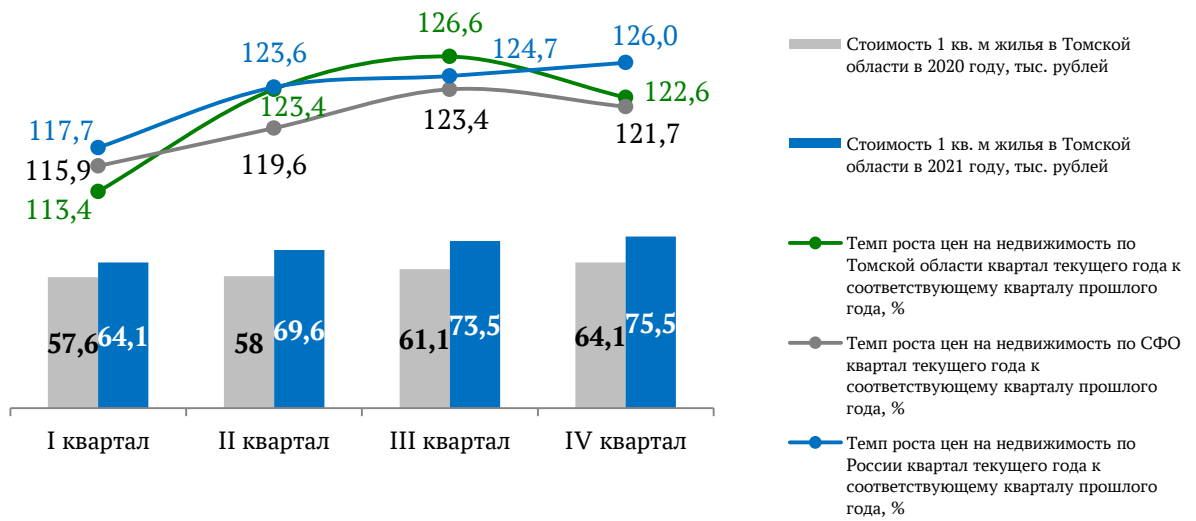 126,6
126,0
124,7
123,6
123,4
122,6
117,7
115,9
113,4
119,6
123,4
121,7
57,6
64,1
58
69,6
61,1
73,5
64,1
75,5
I квартал
II квартал
III квартал
IV квартал
Стоимость 1 кв. м жилья в Томской
области в 2020 году, тыс. рублей
Стоимость 1 кв. м жилья в Томской
области в 2021 году, тыс. рублей
Темп роста цен на недвижимость по
Томской области квартал текущего года к
соответствующему кварталу прошлого
года, %
Темп роста цен на недвижимость по СФО
квартал текущего года к
соответствующему кварталу прошлого
года, %
Темп роста цен на недвижимость по
России квартал текущего года к
соответствующему кварталу прошлого
года, %